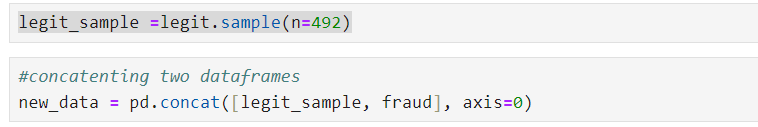 legit_sample =legit.sample(n=492)
#concatenting two dataframes
new_data = pd.concat([legit_sample, fraud], axis=0)